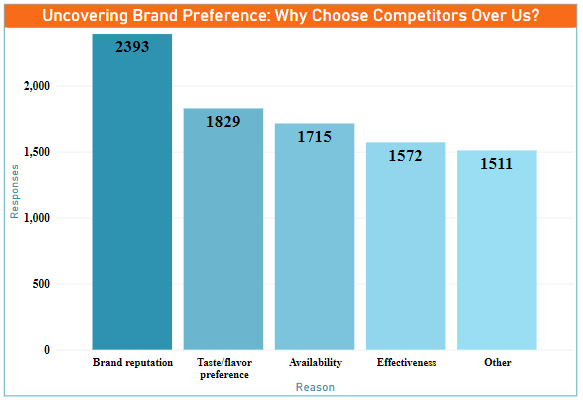 Uncovering Brand Preference: Why Choose Competitors Over Us?
2393
1829
1715
1572
1511
2,000
1,500
1,000
500
0
Responses
Brand reputation
Taste/flavor
preference
Availability
Effectiveness
Other
Reason